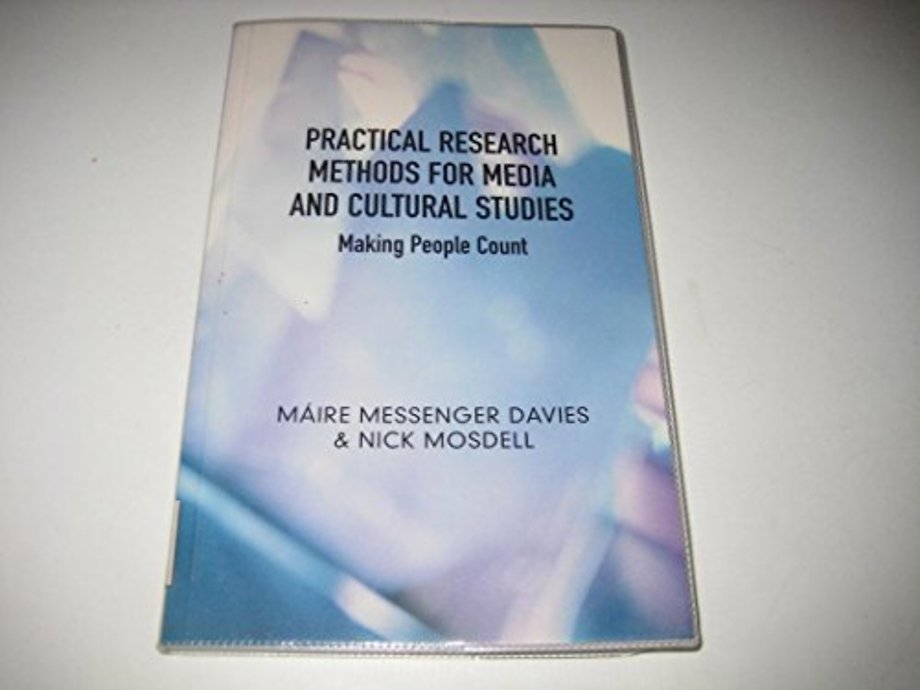 PRACTICAL RESEARCH
METHODS FOR MEDIA
AND CULTURAL STUDIES
Making People Count
MÁIRE MESSENGER DAVIES
& NICK MOSDELL